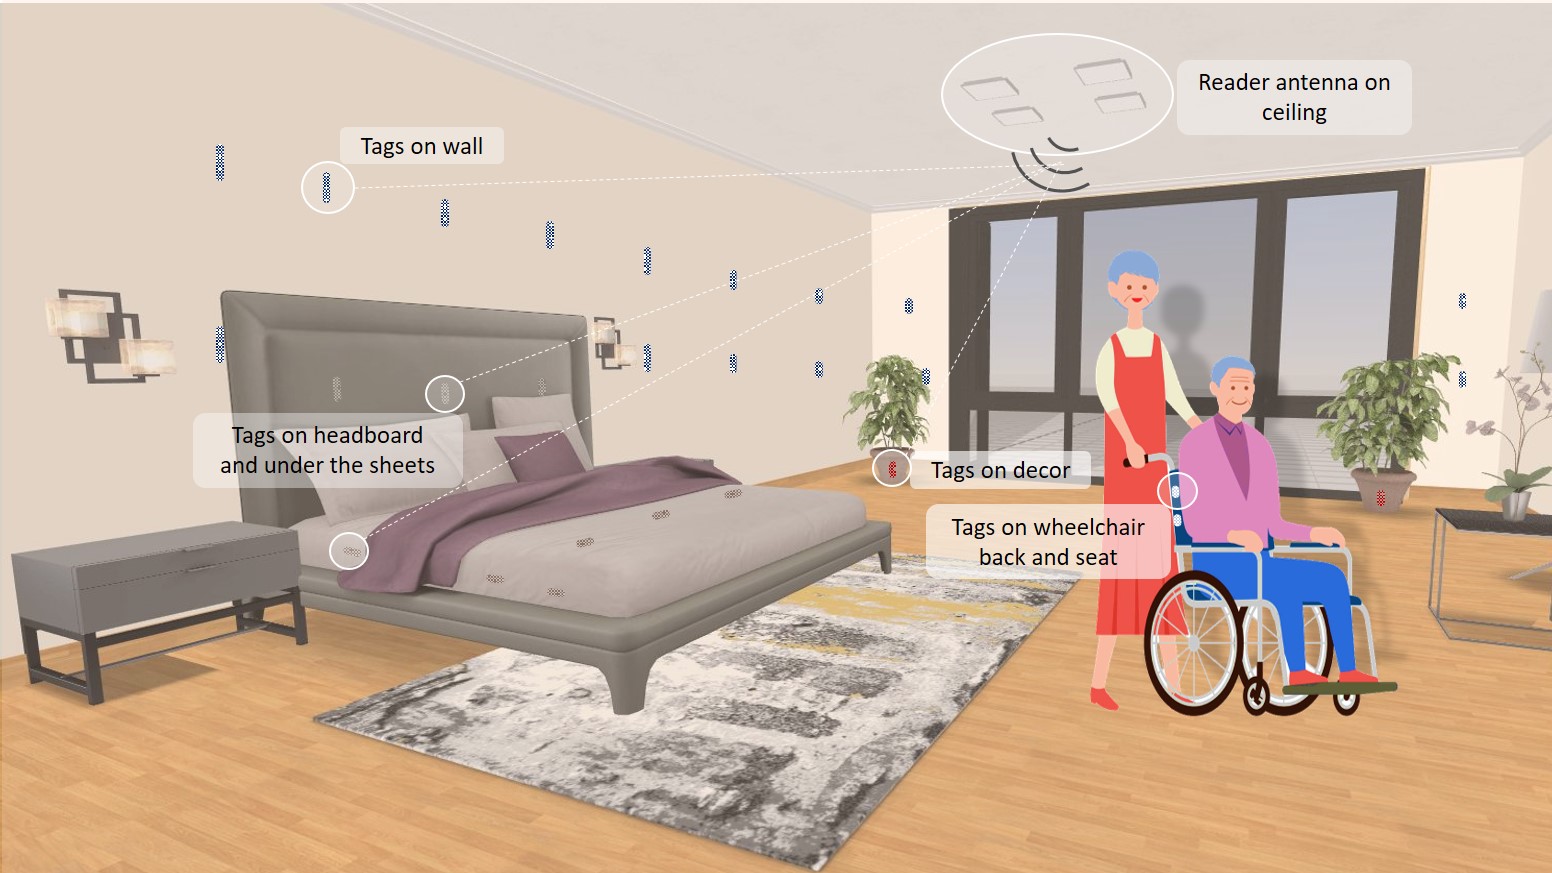 Reader antenna on
ceiling
Tags on wall
Tags on headboard
and under the sheets
Tags on decor
Tags on wheelchair
back and seat